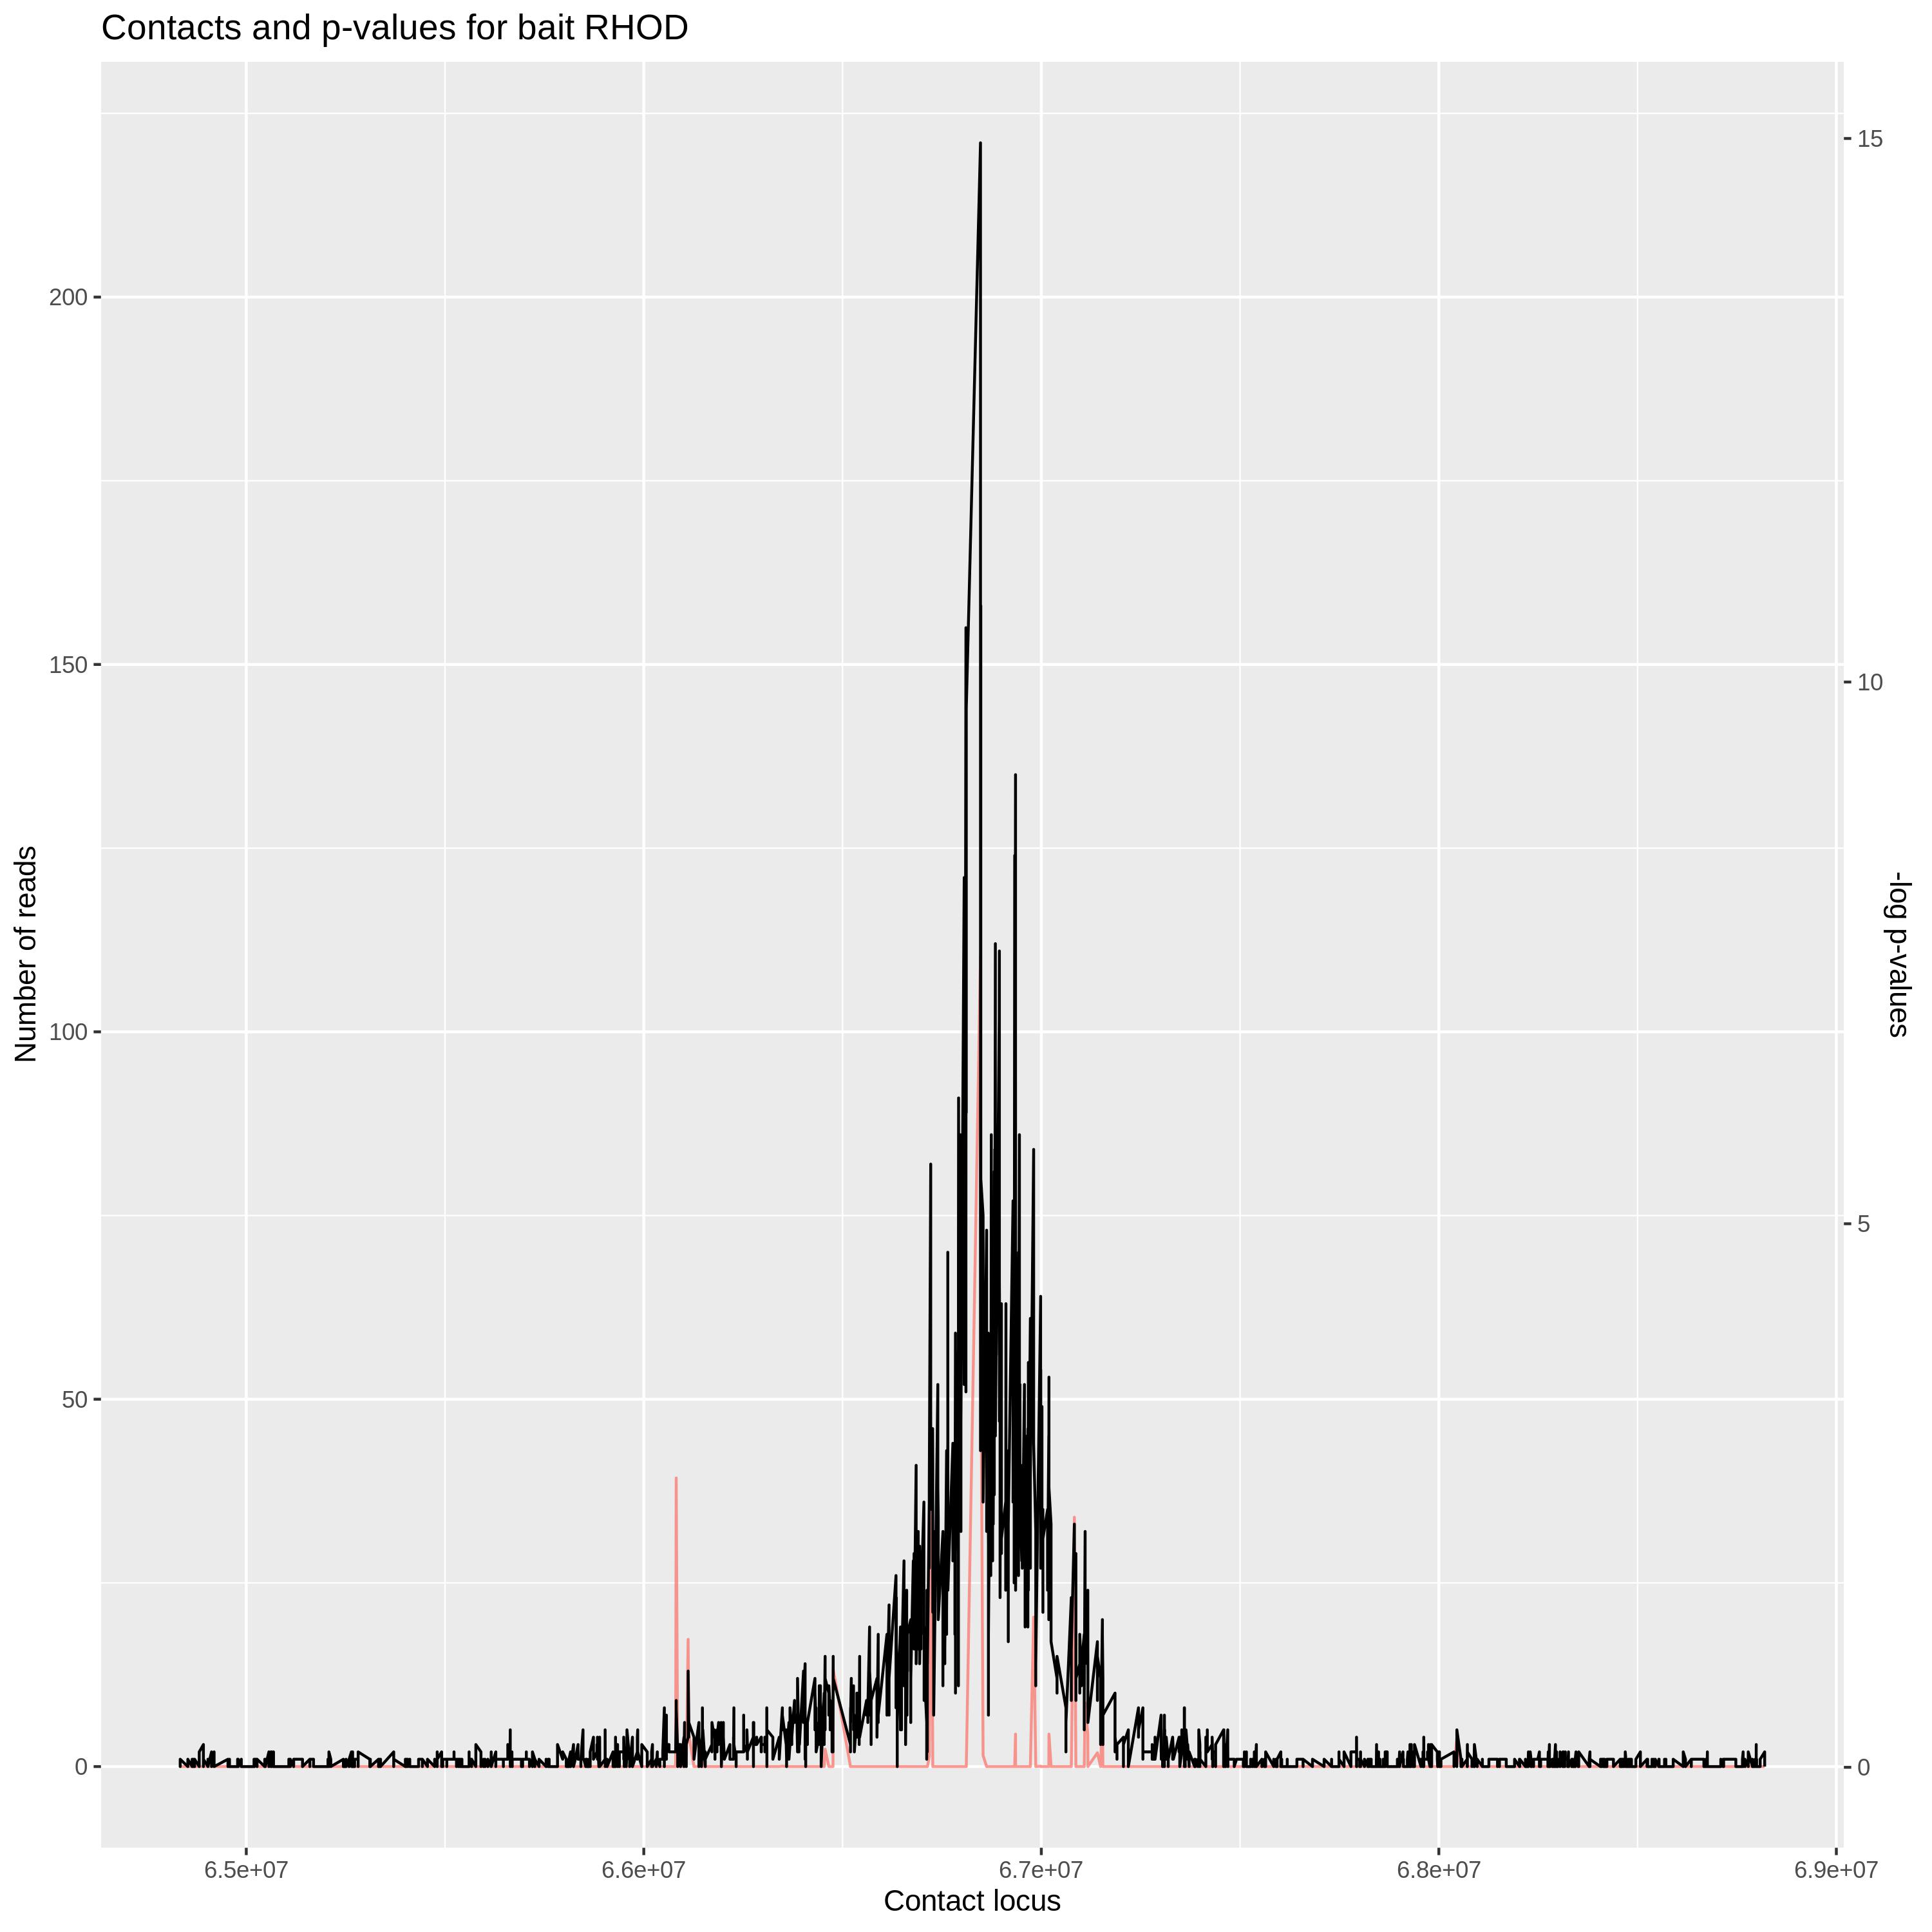 Contacts and p-values for bait RHOD
Number of reads
200
150
100
50
0
15
10
5
0
-log p-values
6.5e+07 6.6e+07 6.7e+07 6.8e+07 6.9e+07
Contact locus